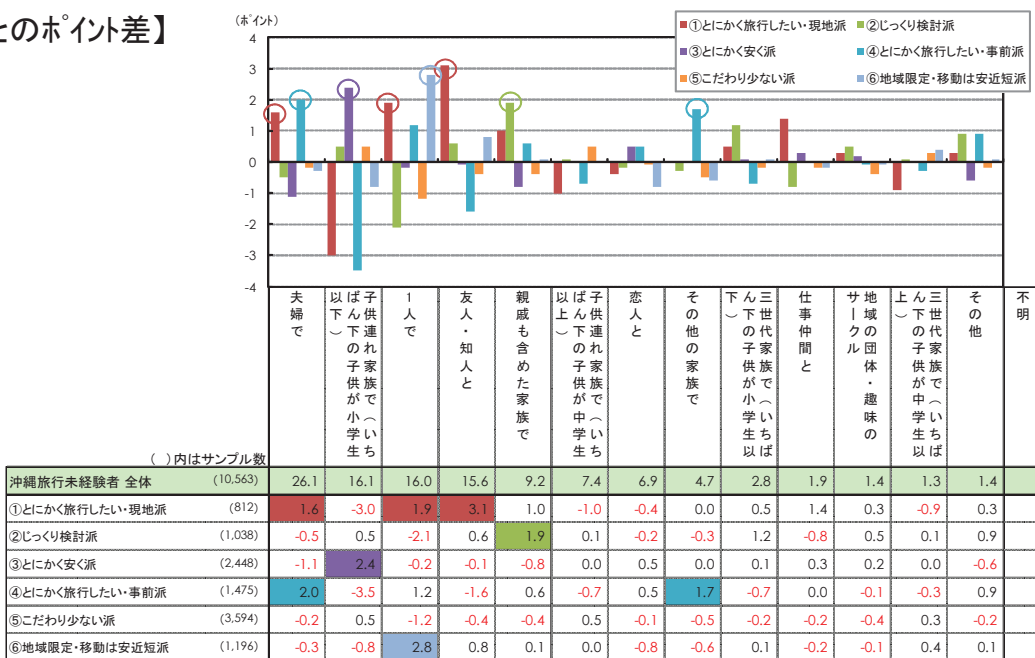 とのポイント差】
(ポイント)
■①とにかく旅行したい・現地派 ■②じっくり検討派
■③とにかく安く派 ■④とにかく旅行したい・事前派
■⑤こだわり少ない派 ■⑥地域限定・移動は安近短派
4
3
2
1
0
-1
-2
-3
-4
夫婦で
子供連れ家族で(いち
ばん下の子供が小学生
以下)
1人で
友人・知人と
親戚も含めた家族で
子供連れ家族で(いち
ばん下の子供が中学生
以上)
恋人と
その他の家族で
三世代家族で(いちば
ん下の子供が小学生以
下)
仕事仲間と
地域の団体・趣味の
サークル
三世代家族で(いちば
ん下の子供が中学生以
上)
その他
不明
( )内はサンプル数
沖縄旅行未経験者 全体 (10,563) 26.1 16.1 16.0 15.6 9.2 7.4 6.9 4.7 2.8 1.9 1.4 1.3 1.4
①とにかく旅行したい・現地派 (812) 1.6 -3.0 1.9 3.1 1.0 -1.0 -0.4 0.0 0.5 1.4 0.3 -0.9 0.3
②じっくり検討派 (1,038) -0.5 0.5 -2.1 0.6 1.9 0.1 -0.2 -0.3 1.2 -0.8 0.5 0.1 0.9
③とにかく安く派 (2,448) -1.1 2.4 -0.2 -0.1 -0.8 0.0 0.5 0.0 0.1 0.3 0.2 0.0 -0.6
④とにかく旅行したい・事前派 (1,475) 2.0 -3.5 1.2 -1.6 0.6 -0.7 0.5 1.7 -0.7 0.0 -0.1 -0.3 0.9
⑤こだわり少ない派 (3,594) -0.2 0.5 -1.2 -0.4 -0.4 0.5 -0.1 -0.5 -0.2 -0.2 -0.4 0.3 -0.2
⑥地域限定・移動は安近短派 (1,196) -0.3 -0.8 2.8 0.8 0.1 0.0 -0.8 -0.6 0.1 -0.2 -0.1 0.4 0.1